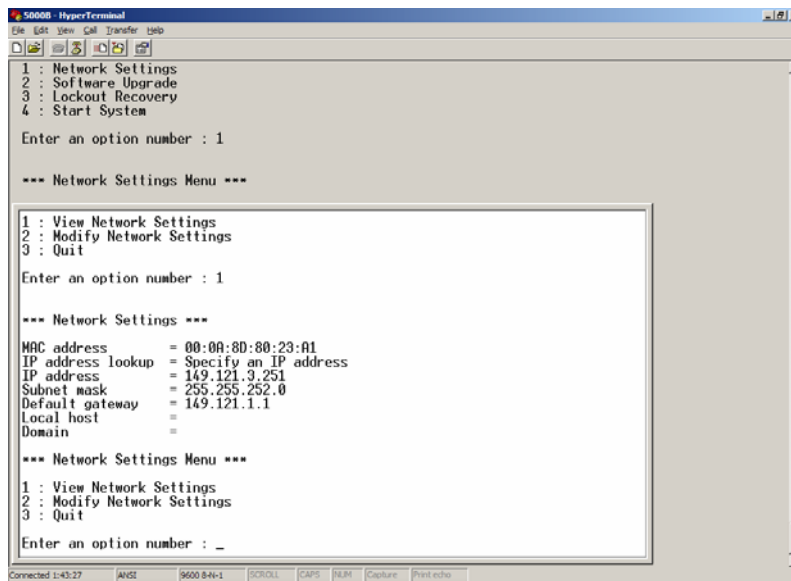 50008 - HyperTerminal
File Edit View Call Transfer Help
1 : Network Settings
2 : Software Upgrade
3 : Lockout Recovery
4 : Start System
Enter an option number : 1
*** Network Settings Menu ***
1 : View Network Settings
2 : Modify Network Settings
3 : Quit
Enter an option number : 1
*** Network Settings ***
MAC address = 00:0A:8D:80:23:A1
IP address lookup = Specify an IP address
IP address = 149.121.3.251
Subnet mask = 255.255.252.0
Default gateway = 149.121.1.1
Local host =
Domain =
*** Network Settings Menu ***
1 : View Network Settings
2 : Modify Network Settings
3 : Quit
Enter an option number : _
Connected 1:43:27 ANSI 9600 8-N-1 SCROLL CAPS NUM Capture Print echo